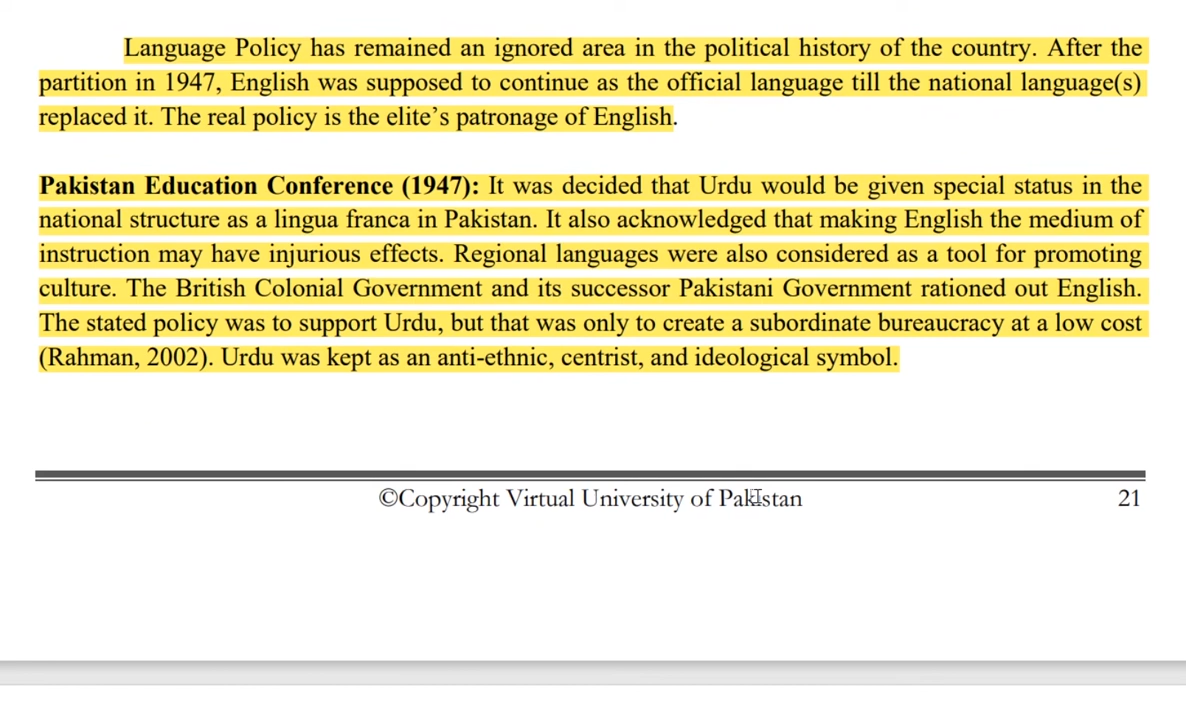 Language Policy has remained an ignored area in the political history of the country. After the
partition in 1947, English was supposed to continue as the official language till the national language(s)
replaced it. The real policy is the elite’s patronage of English.
Pakistan Education Conference (1947): It was decided that Urdu would be given special status in the
national structure as a lingua franca in Pakistan. It also acknowledged that making English the medium of
instruction may have injurious effects. Regional languages were also considered as a tool for promoting
culture. The British Colonial Government and its successor Pakistani Government rationed out English.
The stated policy was to support Urdu, but that was only to create a subordinate bureaucracy at a low cost
(Rahman, 2002). Urdu was kept as an anti-ethnic, centrist, and ideological symbol.
©Copyright Virtual University of Pakistan 21